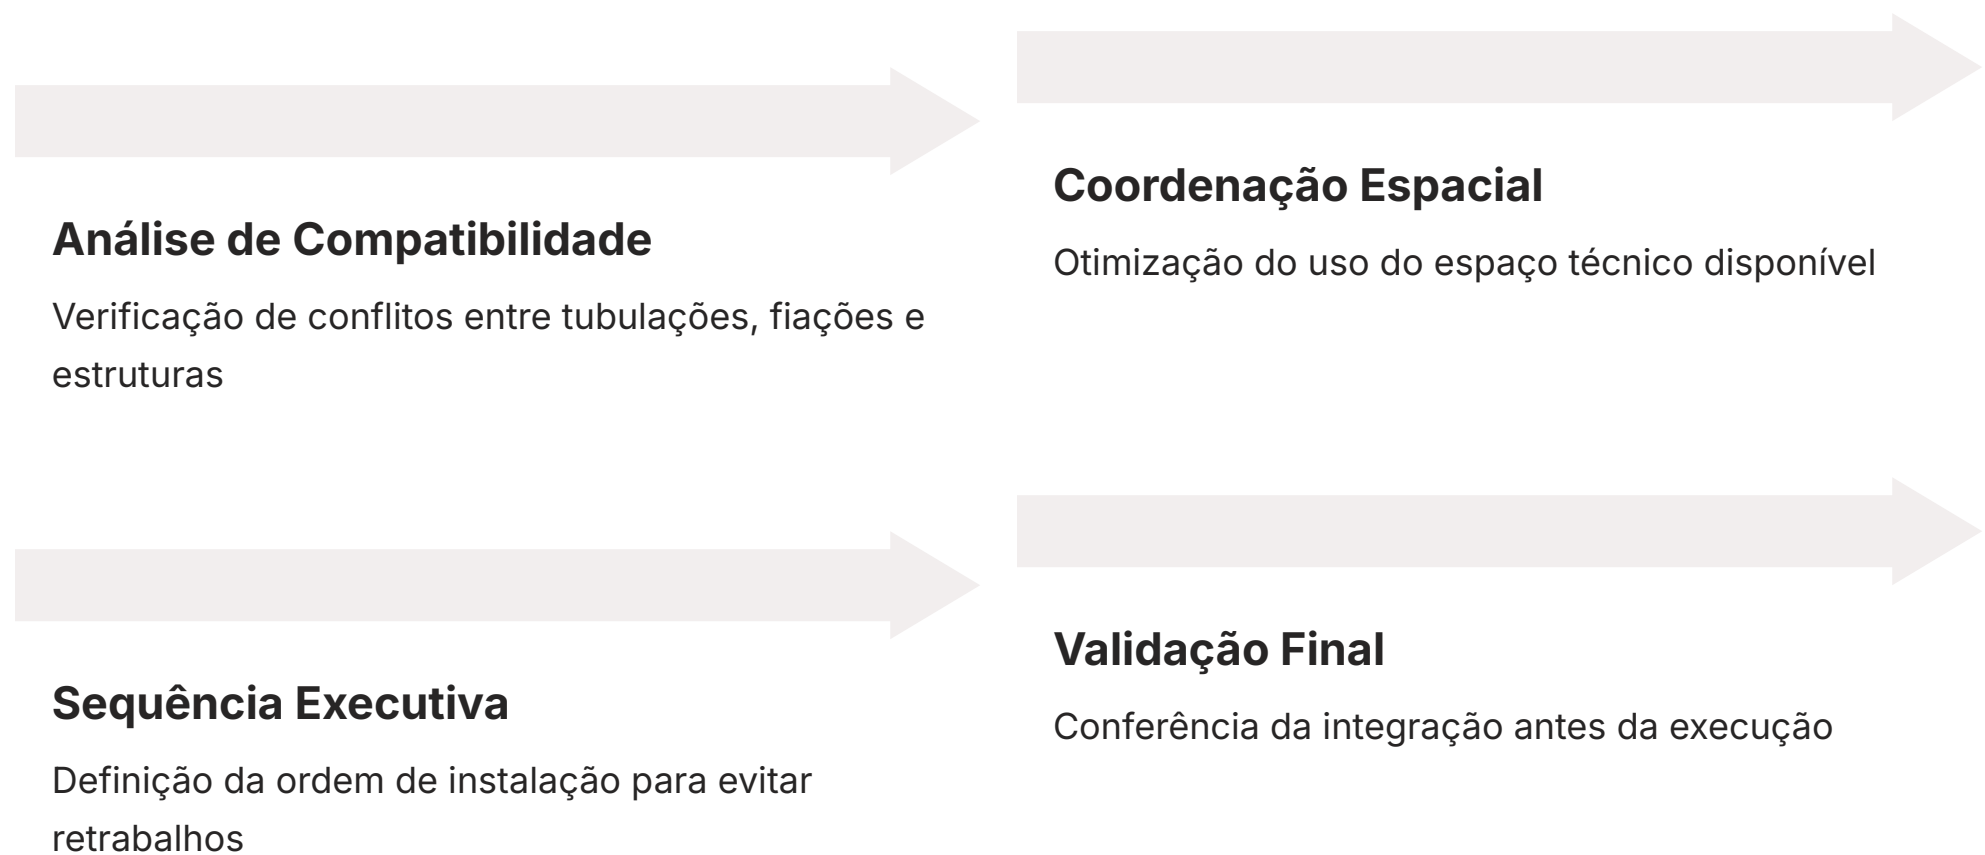 Análise de Compatibilidade
Verificação de conflitos entre tubulações, fiações e
estruturas
Coordenação Espacial
Otimização do uso do espaço técnico disponível
Sequência Executiva
Definição da ordem de instalação para evitar
retrabalhos
Validação Final
Conferência da integração antes da execução